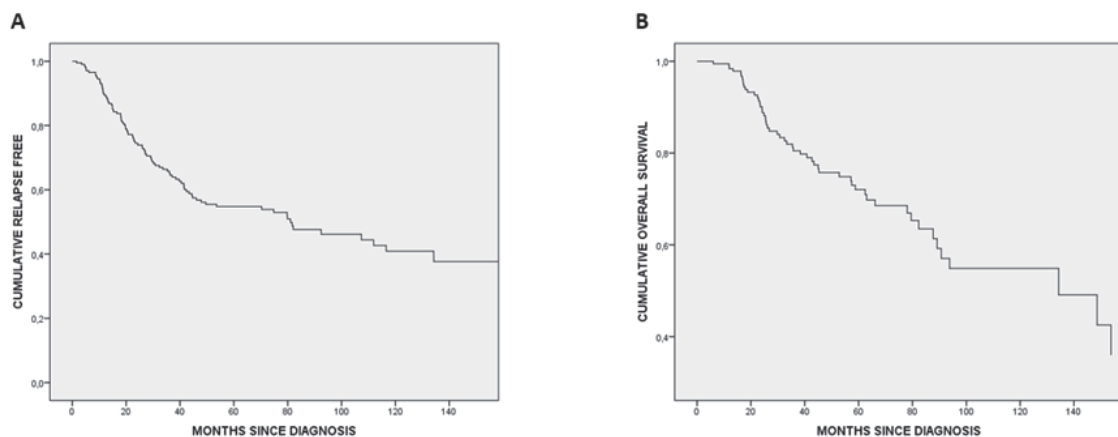 A
CUMULATIVE RELAPSE FREE
1,0
0,8
0,6
0,4
0,2
0,0
0 20 40 60 80 100 120 140
MONTHS SINCE DIAGNOSIS
B
CUMULATIVE OVERALL SURVIVAL
1,0
0,8
0,6
0,4
0 20 40 60 80 100 120 140
MONTHS SINCE DIAGNOSIS